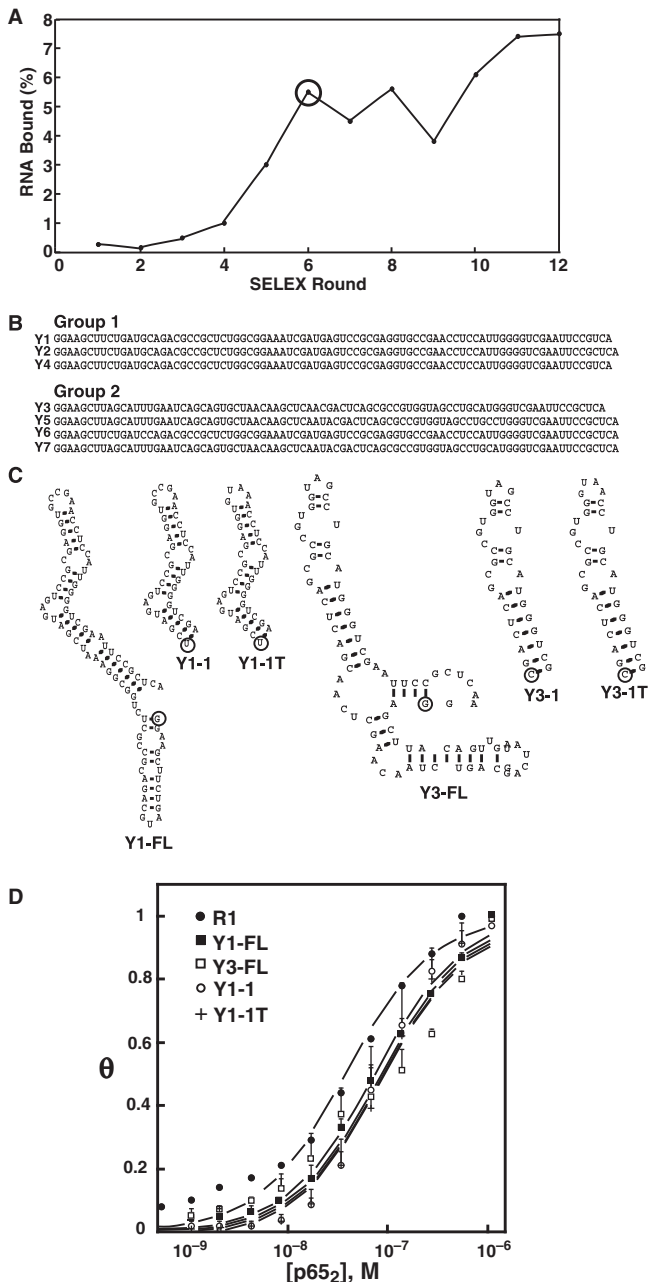 A
RNA Bound (%)
8
7
6
5
4
3
2
1
0
0 2 4 6 8 10 12
SELEX Round
B
Group 1
Y1 GGAAGCUUCUGAUGCAGACGCCGCUCUGGCGGAAAUCGAUGAGUCCGCGAGGUGCCGAACCUCCAUUGGGGUCGAAUUCCGUCA
Y2 GGAAGCUUCUGAUGCAGACGCCGCUCUGGCGGAAAUCGAUGAGUCCGCGAGGUGCCGAACCUCCAUUGGGGUCGAAUUCCGCUCA
Y4 GGAAGCUUCUGAUGCAGACGCCGCUCUGGCGGAAAUCGAUGAGUCCGCGAGGUGCCGAACCUCCAUUGGGGUCGAAUUCCGUCA
Group 2
Y3 GGAAGCUUAGCAUUUGAAUCAGCAGUGCUAACAAGCUCAACGACUCAGCGCCGUGGUAGCCUGCAUGGGUCGAAUUCCGCUCA
Y5 GGAAGCUUAGCAUUUGAAUCAGCAGUGCUAACAAGCUCAAUACGACUCAGCGCCGUGGUAGCCUGCCUGGGUCGAAUUCCGCUCA
Y6 GGAAGCUUCUGAUCCAGACGCCGCUCUGGCGGAAAUCGAUGAGUCCGCGAGGUGCCGAACCUCCAUUGGGGUCGAAUUCCGCUCA
Y7 GGAAGCUUAGCAUUUGAAUCAGCAGUGCUAACAAGCUCAAUACGACUCAGCGCCGUGGUAGCCUGCAUGGGUCGAAUUCCGCUCA
C
Y1-FL
Y1-1
Y1-1T
Y3-FL
Y3-1
Y3-1T
D
R1
Y1-FL
Y3-FL
Y1-1
Y1-1T
θ
1
0.8
0.6
0.4
0.2
0
10⁻⁹ 10⁻⁸ 10⁻⁷ 10⁻⁶
[p65₂], M